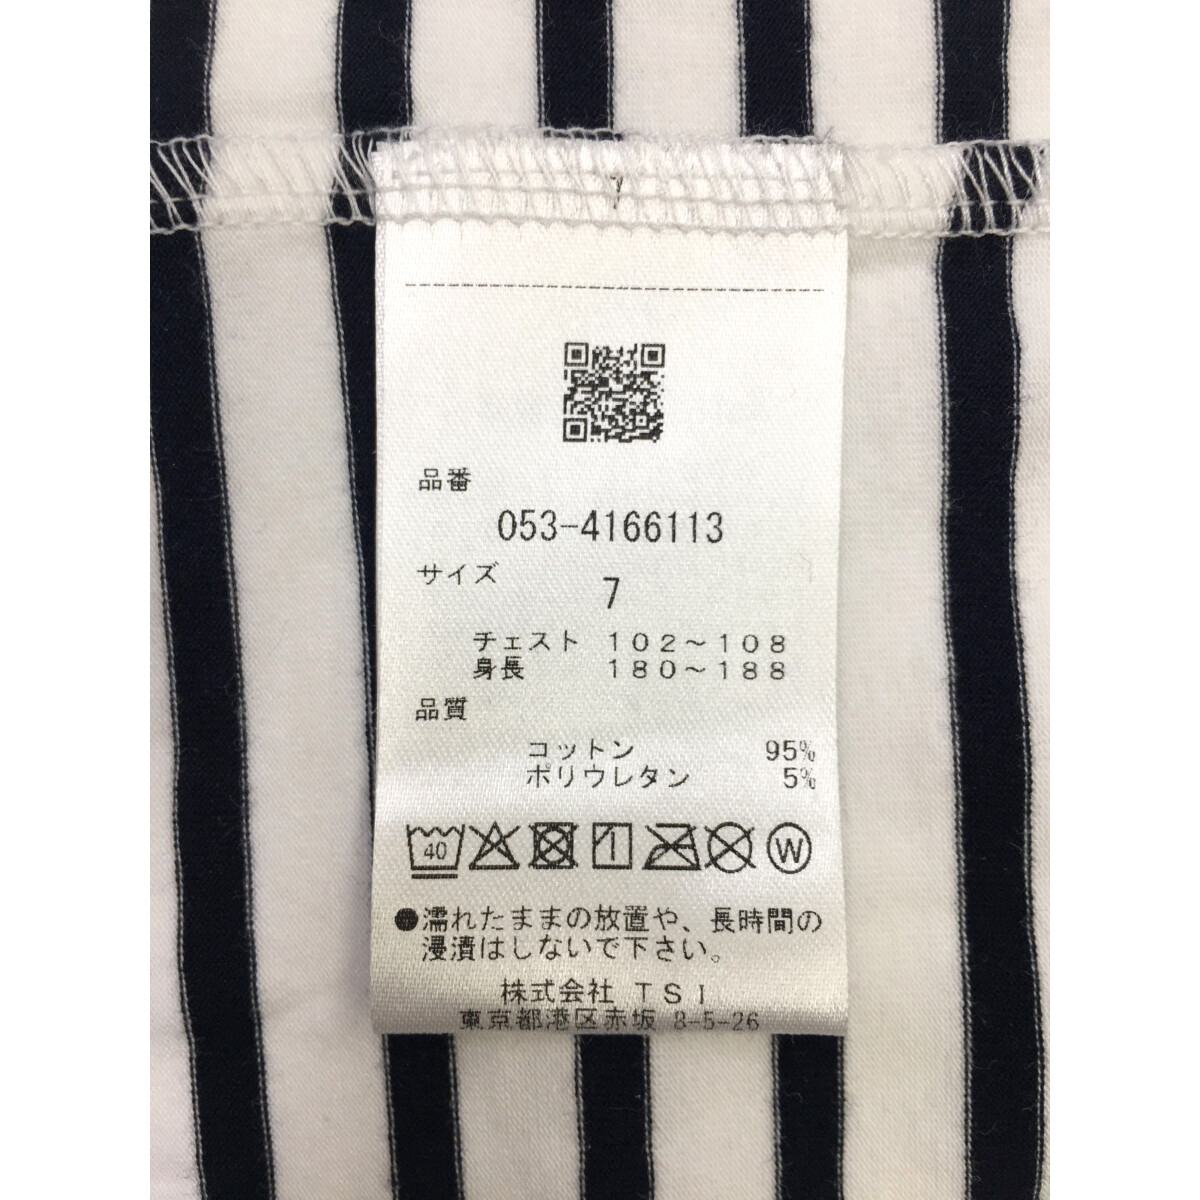 品番
053-4166113
サイズ
7
チェスト 102～108
身長 180～188
品質
コットン 95%
ポリウレタン 5%
40 W
●濡れたままの放置や、長時間の
浸漬はしないで下さい。
株式会社 TSI
東京都港区赤坂 8-5-26